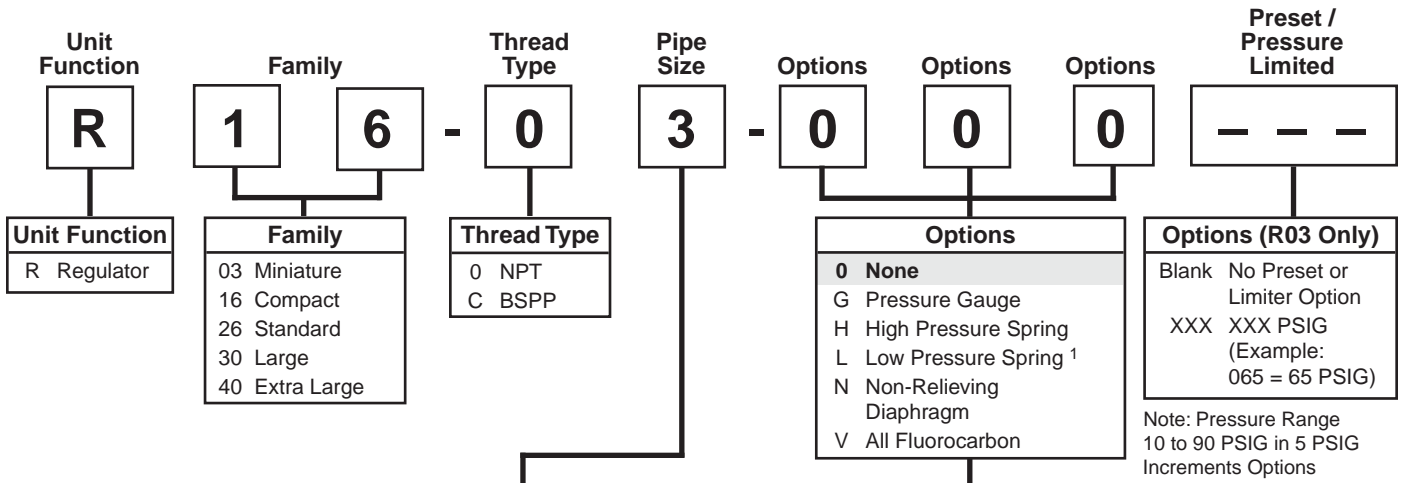 Unit
Function
Family
Thread
Type
Pipe
Size
Options
Options
Options
Preset /
Pressure
Limited
R
1
6
-
0
3
-
0
0
0
– – –
Unit Function
R Regulator
Family
03 Miniature
16 Compact
26 Standard
30 Large
40 Extra Large
Thread Type
0 NPT
C BSPP
Options
0 None
G Pressure Gauge
H High Pressure Spring
L Low Pressure Spring 1
N Non-Relieving
Diaphragm
V All Fluorocarbon
Options (R03 Only)
Blank No Preset or
Limiter Option
XXX XXX PSIG
(Example:
065 = 65 PSIG)
Note: Pressure Range
10 to 90 PSIG in 5 PSIG
Increments Options